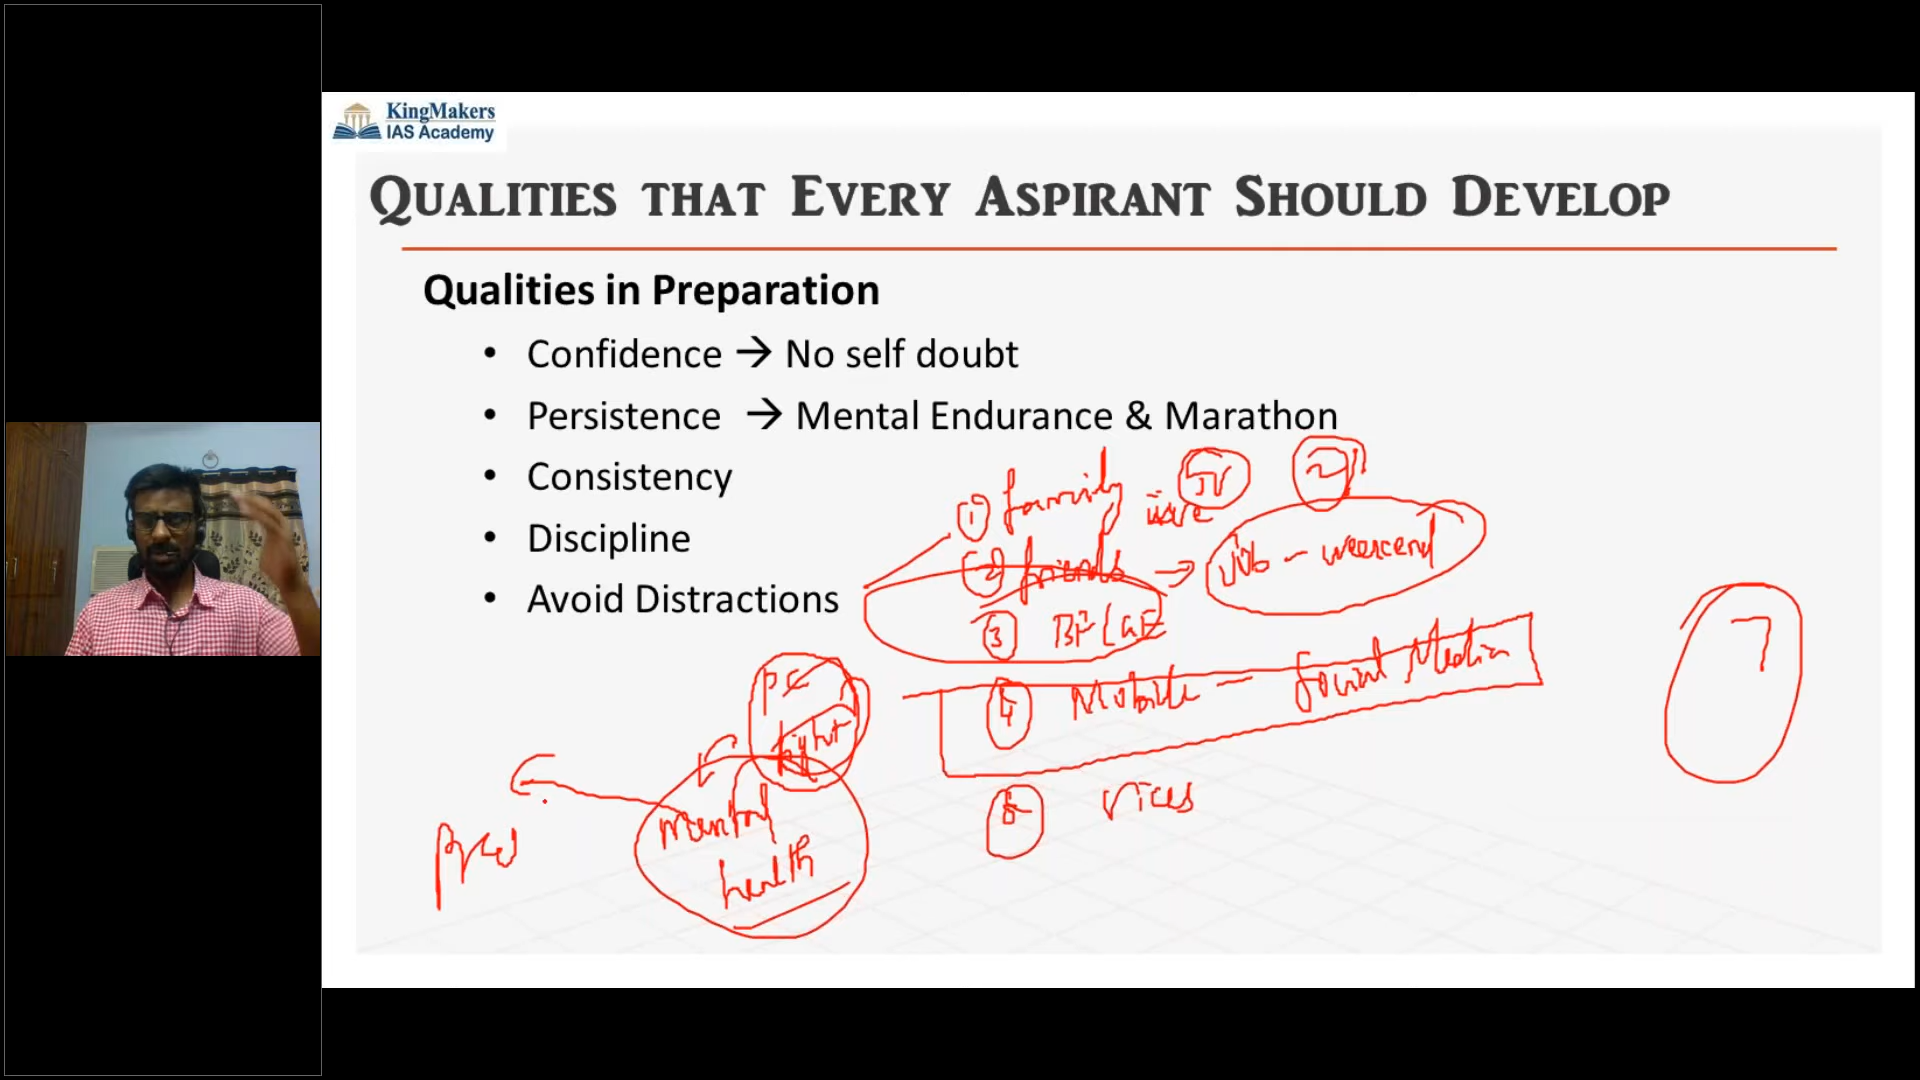 KingMakers
IAS Academy
Qualities that Every Aspirant Should Develop
Qualities in Preparation
• Confidence → No self doubt
• Persistence → Mental Endurance & Marathon
• Consistency
• Discipline
• Avoid Distractions
1 family
2 friends → Job - weekend
3 BF/GF
4 Mobile - Social Media
5 vices
fight
mental
health
7